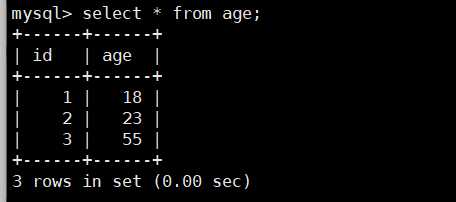 mysql> select * from age;
+------+------+
| id   | age  |
+------+------+
|    1 |   18 |
|    2 |   23 |
|    3 |   55 |
+------+------+
3 rows in set (0.00 sec)